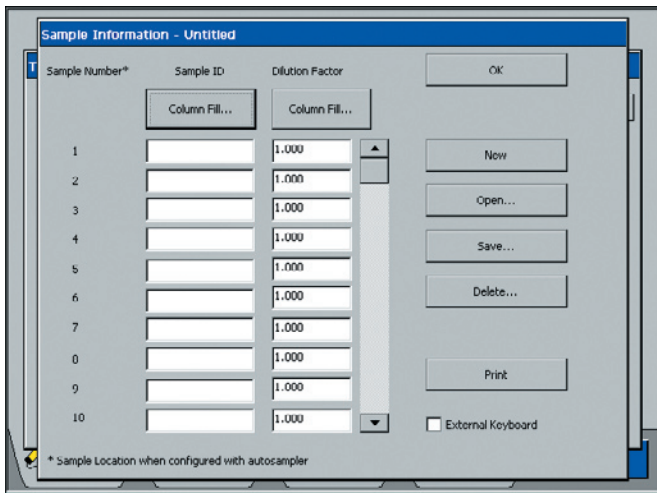 Sample Information - Untitled
T
Sample Number* Sample ID Dilution Factor OK
Column Fill... Column Fill...
1 1.000 New
2 1.000
3 1.000 Open...
4 1.000 Save...
5 1.000
6 1.000 Delete...
7 1.000
8 1.000
9 1.000 Print
10 1.000 External Keyboard
* Sample Location when configured with autosampler